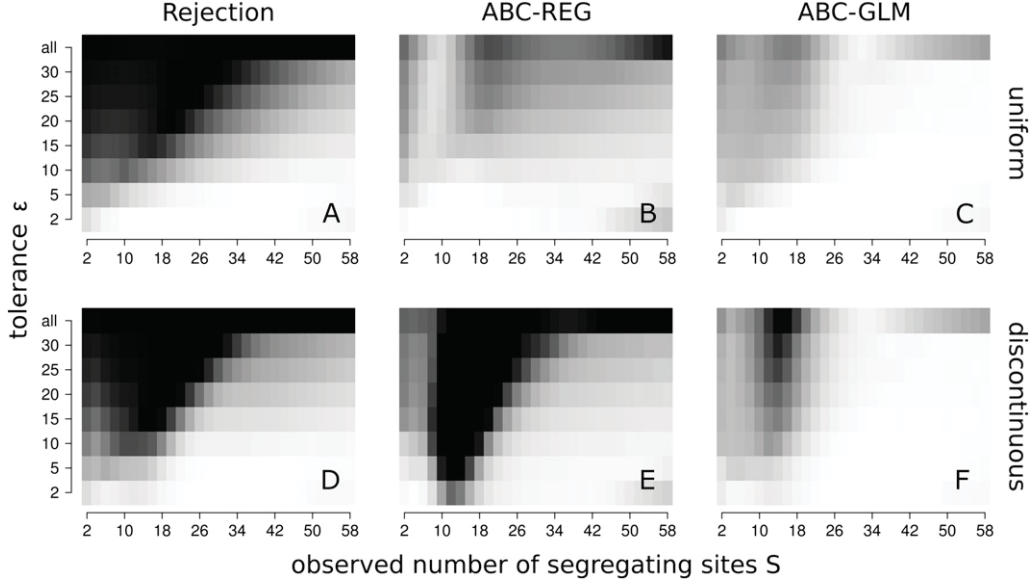 Rejection ABC-REG ABC-GLM
all
30
25
20
15
10
5
2
A B C
uniform
2 10 18 26 34 42 50 58 2 10 18 26 34 42 50 58 2 10 18 26 34 42 50 58
tolerance ε
all
30
25
20
15
10
5
2
D E F
discontinuous
2 10 18 26 34 42 50 58 2 10 18 26 34 42 50 58 2 10 18 26 34 42 50 58
observed number of segregating sites S